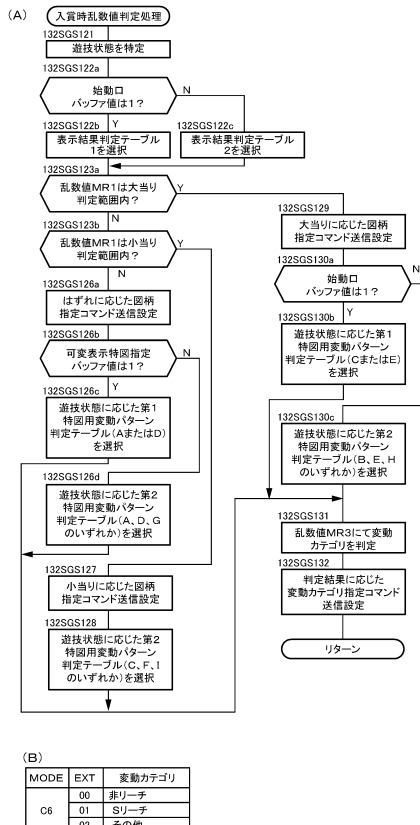 (A)
入賞時乱数値判定処理
132SGS121
遊技状態を特定
132SGS122a
始動口
バッファ値は1?
N
Y
132SGS122b
表示結果判定テーブル
1を選択
132SGS122c
表示結果判定テーブル
2を選択
132SGS123a
乱数値MR1は大当り
判定範囲内?
Y
N
132SGS123b
乱数値MR1は小当り
判定範囲内?
Y
N
132SGS126a
はずれに応じた図柄
指定コマンド送信設定
132SGS126b
可変表示特図指定
バッファ値は1?
N
Y
132SGS126c
遊技状態に応じた第1
特図用変動パターン
判定テーブル(AまたはD)
を選択
132SGS126d
遊技状態に応じた第2
特図用変動パターン
判定テーブル(A、D、G
のいずれか)を選択
132SGS127
小当りに応じた図柄
指定コマンド送信設定
132SGS128
遊技状態に応じた第2
特図用変動パターン
判定テーブル(C、F、I
のいずれか)を選択
132SGS129
大当りに応じた図柄
指定コマンド送信設定
132SGS130a
始動口
バッファ値は1?
N
Y
132SGS130b
遊技状態に応じた第1
特図用変動パターン
判定テーブル(CまたはE)
を選択
132SGS130c
遊技状態に応じた第2
特図用変動パターン
判定テーブル(B、E、H
のいずれか)を選択
132SGS131
乱数値MR3にて変動
カテゴリを判定
132SGS132
判定結果に応じた
変動カテゴリ指定コマンド
送信設定
リターン
(B)
MODE EXT 変動カテゴリ
C6 00 非リーチ
01 Sリーチ
02 その他